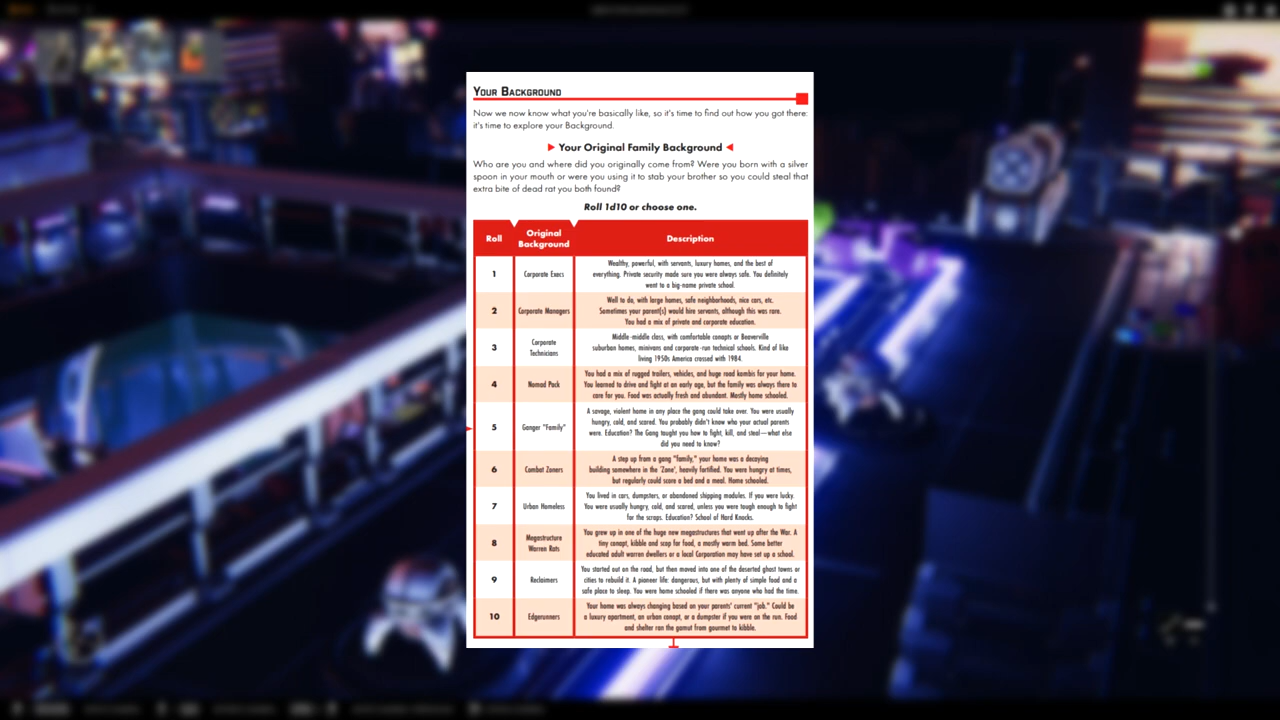 Your Background
Now we now know what you're basically like, so it's time to find out how you got there:
it's time to explore your Background.
Your Original Family Background
Who are you and where did you originally come from? Were you born with a silver
spoon in your mouth or were you using it to stab your brother so you could steal that
extra bite of dead rat you both found?
Roll 1d10 or choose one.
Roll
Original
Background
Description
1
Corporate Execs
Wealthy, powerful, with servants, luxury homes, and the best of
everything. Private security made sure you were always safe. You definitely
went to a big-name private school.
2
Corporate Managers
Well to do, with large homes, safe neighborhoods, nice cars, etc.
Sometimes your parent(s) would hire servants, although this was rare.
You had a mix of private and corporate education.
3
Corporate
Technicians
Middle-middle class, with comfortable conapts or Beaverville
suburban homes, minivans and corporate-run technical schools. Kind of like
living 1950s America crossed with 1984.
4
Nomad Pack
You had a mix of rugged trailers, vehicles, and huge road kombis for your home.
You learned to drive and fight at an early age, but the family was always there to
care for you. Food was actually fresh and abundant. Mostly home schooled.
5
Ganger "Family"
A savage, violent home in any place the gang could take over. You were usually
hungry, cold, and scared. You probably didn't know who your actual parents
were. Education? The Gang taught you how to fight, kill, and steal—what else
did you need to know?
6
Combat Zoners
A step up from a gang "family," your home was a decaying
building somewhere in the 'Zone', heavily fortified. You were hungry at times,
but regularly could score a bed and a meal. Home schooled.
7
Urban Homeless
You lived in cars, dumpsters, or abandoned shipping modules. If you were lucky.
You were usually hungry, cold, and scared, unless you were tough enough to fight
for the scraps. Education? School of Hard Knocks.
8
Megastructure
Warren Rats
You grew up in one of the huge new megastructures that went up after the War. A
tiny conapt, kibble and scop for food, a mostly warm bed. Some better
educated adult warren dwellers or a local Corporation may have set up a school.
9
Reclaimers
You started out on the road, but then moved into one of the deserted ghost towns or
cities to rebuild it. A pioneer life: dangerous, but with plenty of simple food and a
safe place to sleep. You were home schooled if there was anyone who had the time.
10
Edgerunners
Your home was always changing based on your parents' current "job." Could be
a luxury apartment, an urban conapt, or a dumpster if you were on the run. Food
and shelter ran the gamut from gourmet to kibble.